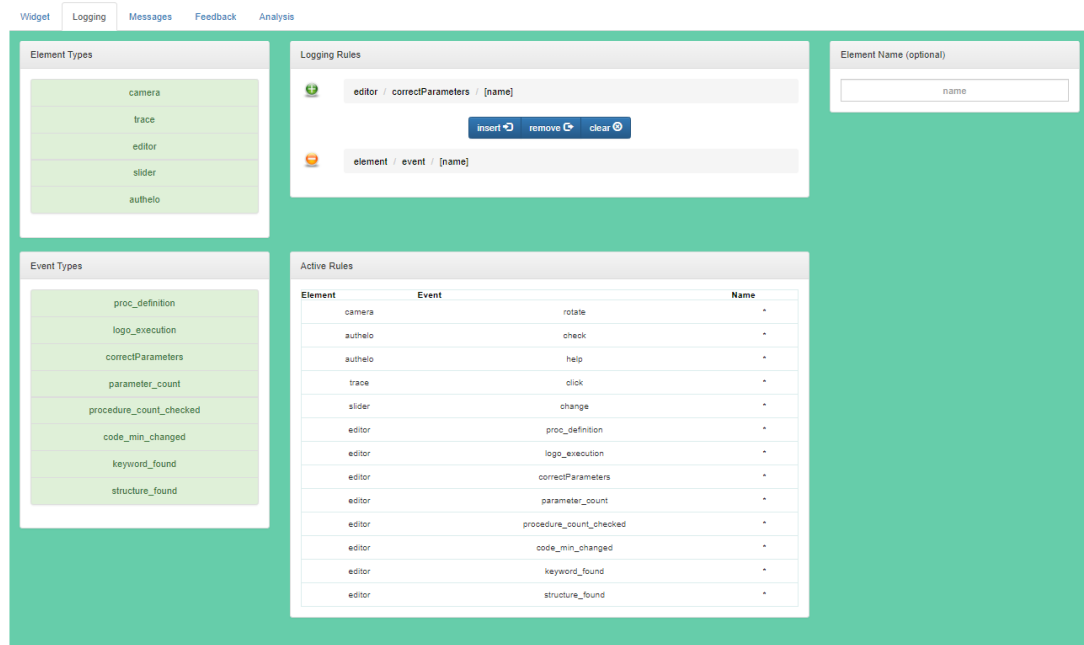 Widget Logging Messages Feedback Analysis
Element Types
camera
trace
editor
slider
authelo
Logging Rules
editor / correctParameters / [name]
insert remove clear
element / event / [name]
Element Name (optional)
name
Event Types
proc_definition
logo_execution
correctParameters
parameter_count
procedure_count_checked
code_min_changed
keyword_found
structure_found
Active Rules
Element Event Name
camera rotate *
authelo check *
authelo help *
trace click *
slider change *
editor proc_definition *
editor logo_execution *
editor correctParameters *
editor parameter_count *
editor procedure_count_checked *
editor code_min_changed *
editor keyword_found *
editor structure_found *